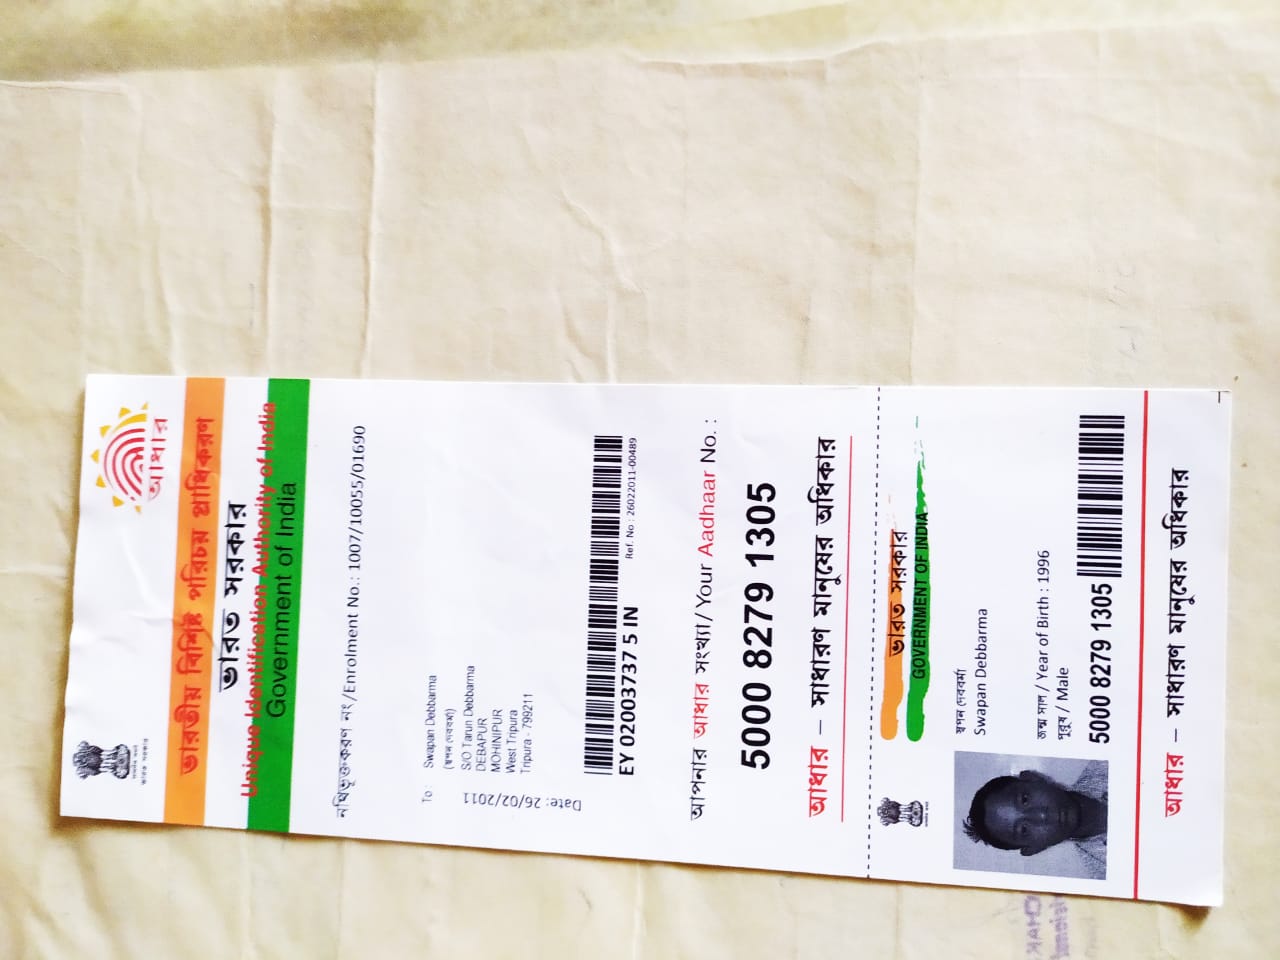 ভারত সরকার
আধার
ভারতীয় বিশিষ্ট পরিচয় প্রাধিকরণ
ভারত সরকার
Unique Identification Authority of India
Government of India
নথিভূক্তকরণ নং/Enrolment No.: 1007/10055/01690
To : Swapan Debbarma
(স্বপন দেববর্মা)
S/O Tarun Debbarma
DEBAPUR
MOHINIPUR
West Tripura
Tripura - 799211
Date: 26/02/2011
EY 02003737 5 IN
Ref. No : 26022011-00489
আপনার আধার সংখ্যা/Your Aadhaar No. :
5000 8279 1305
আধার – সাধারণ মানুষের অধিকার
ভারত সরকার
GOVERNMENT OF INDIA
স্বপন দেববর্মা
Swapan Debbarma
জন্ম সাল / Year of Birth : 1996
পুরুষ / Male
5000 8279 1305
আধার – সাধারণ মানুষের অধিকার